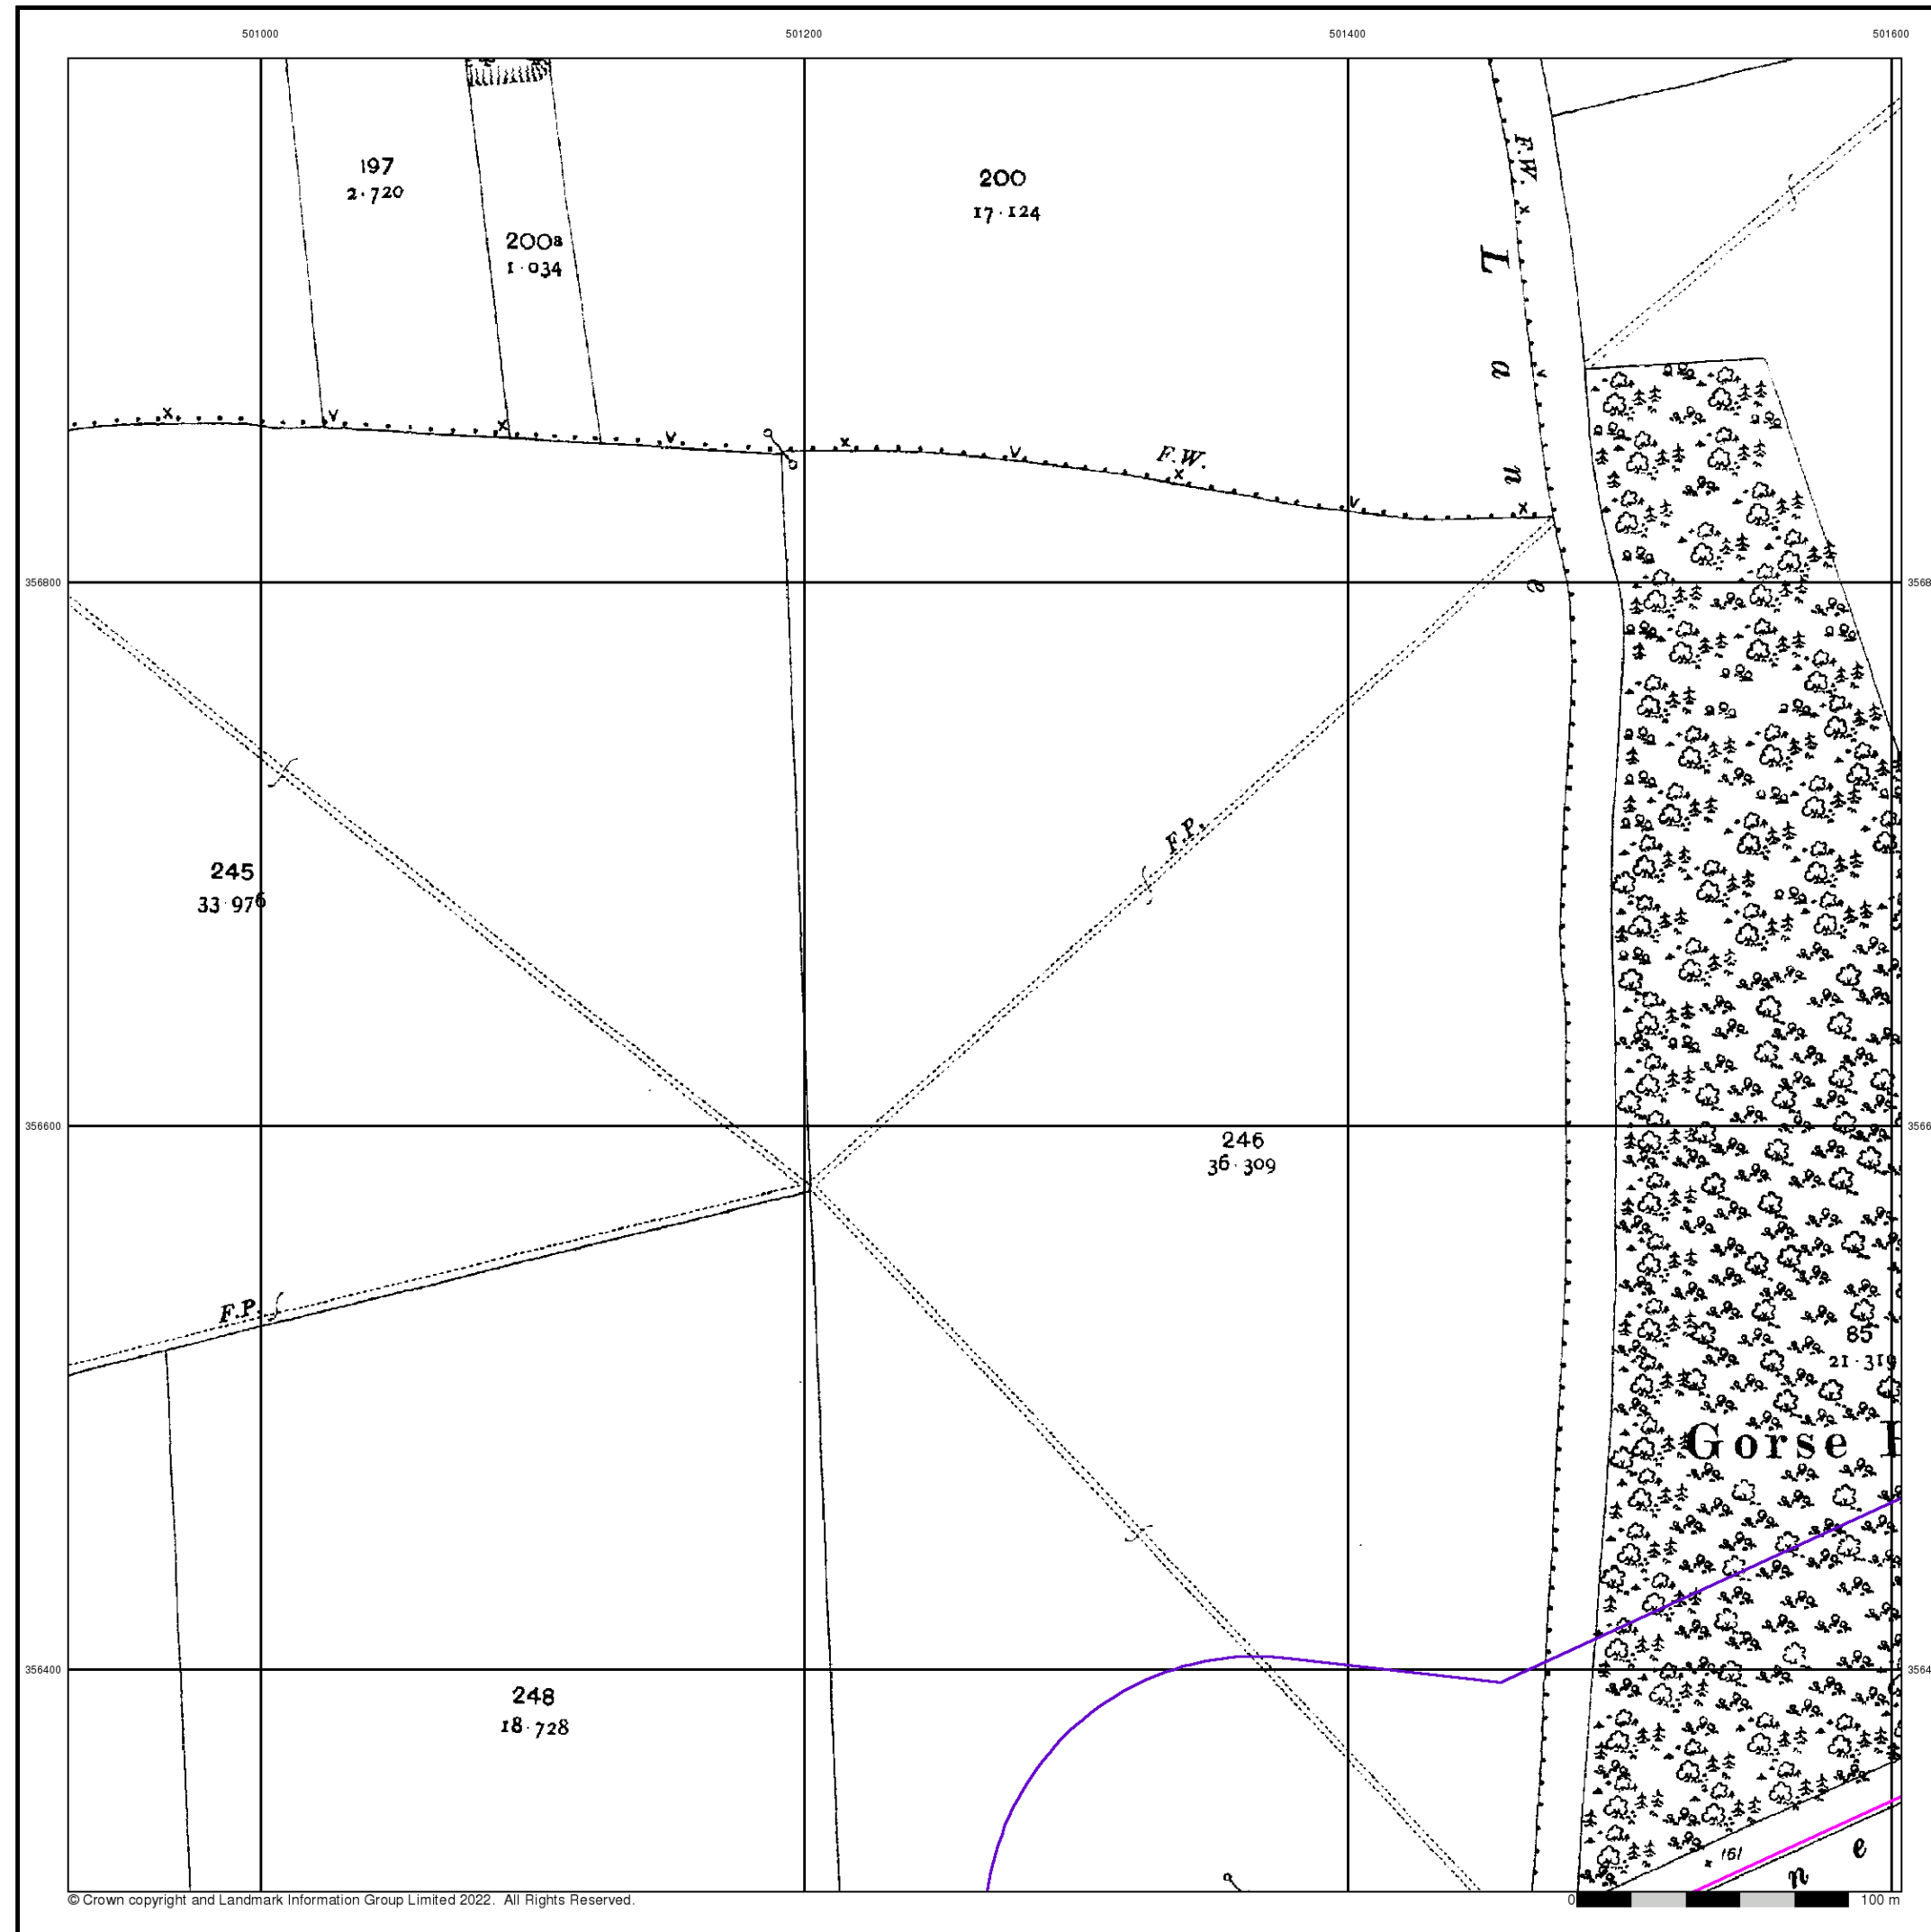 501000 501200 501400 501600
197
2·720
200
17·124
200a
1·034
F.W.
Lane
F.W.
356800
F.P.
245
33·976
356600
246
36·309
F.P.
85
21·319
Gorse
356400
248
18·728
161
ne
© Crown copyright and Landmark Information Group Limited 2022. All Rights Reserved.
0 100 m